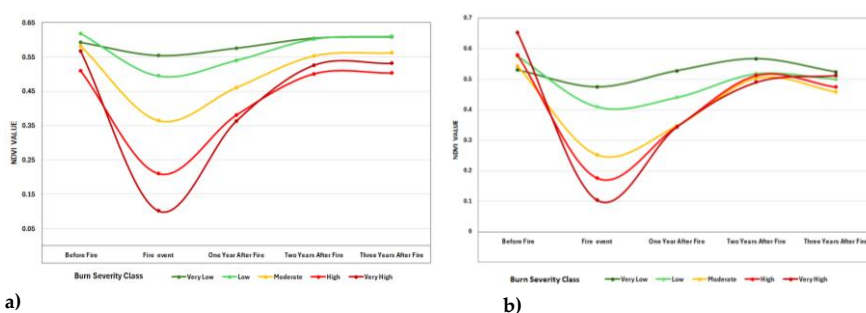 0.65
0.55
0.45
0.35
0.25
0.15
0.05
NDVI VALUE
Before Fire Fire event One Year After Fire Two Years After Fire Three Years After Fire
Burn Severity Class Very Low Low Moderate High Very High
a)
0.7
0.6
0.5
0.4
0.3
0.2
0.1
0
NDVI VALUE
Before Fire Fire event One Year After Fire Two Years After Fire Three Years After Fire
Burn Severity Class Very Low Low Moderate High Very High
b)